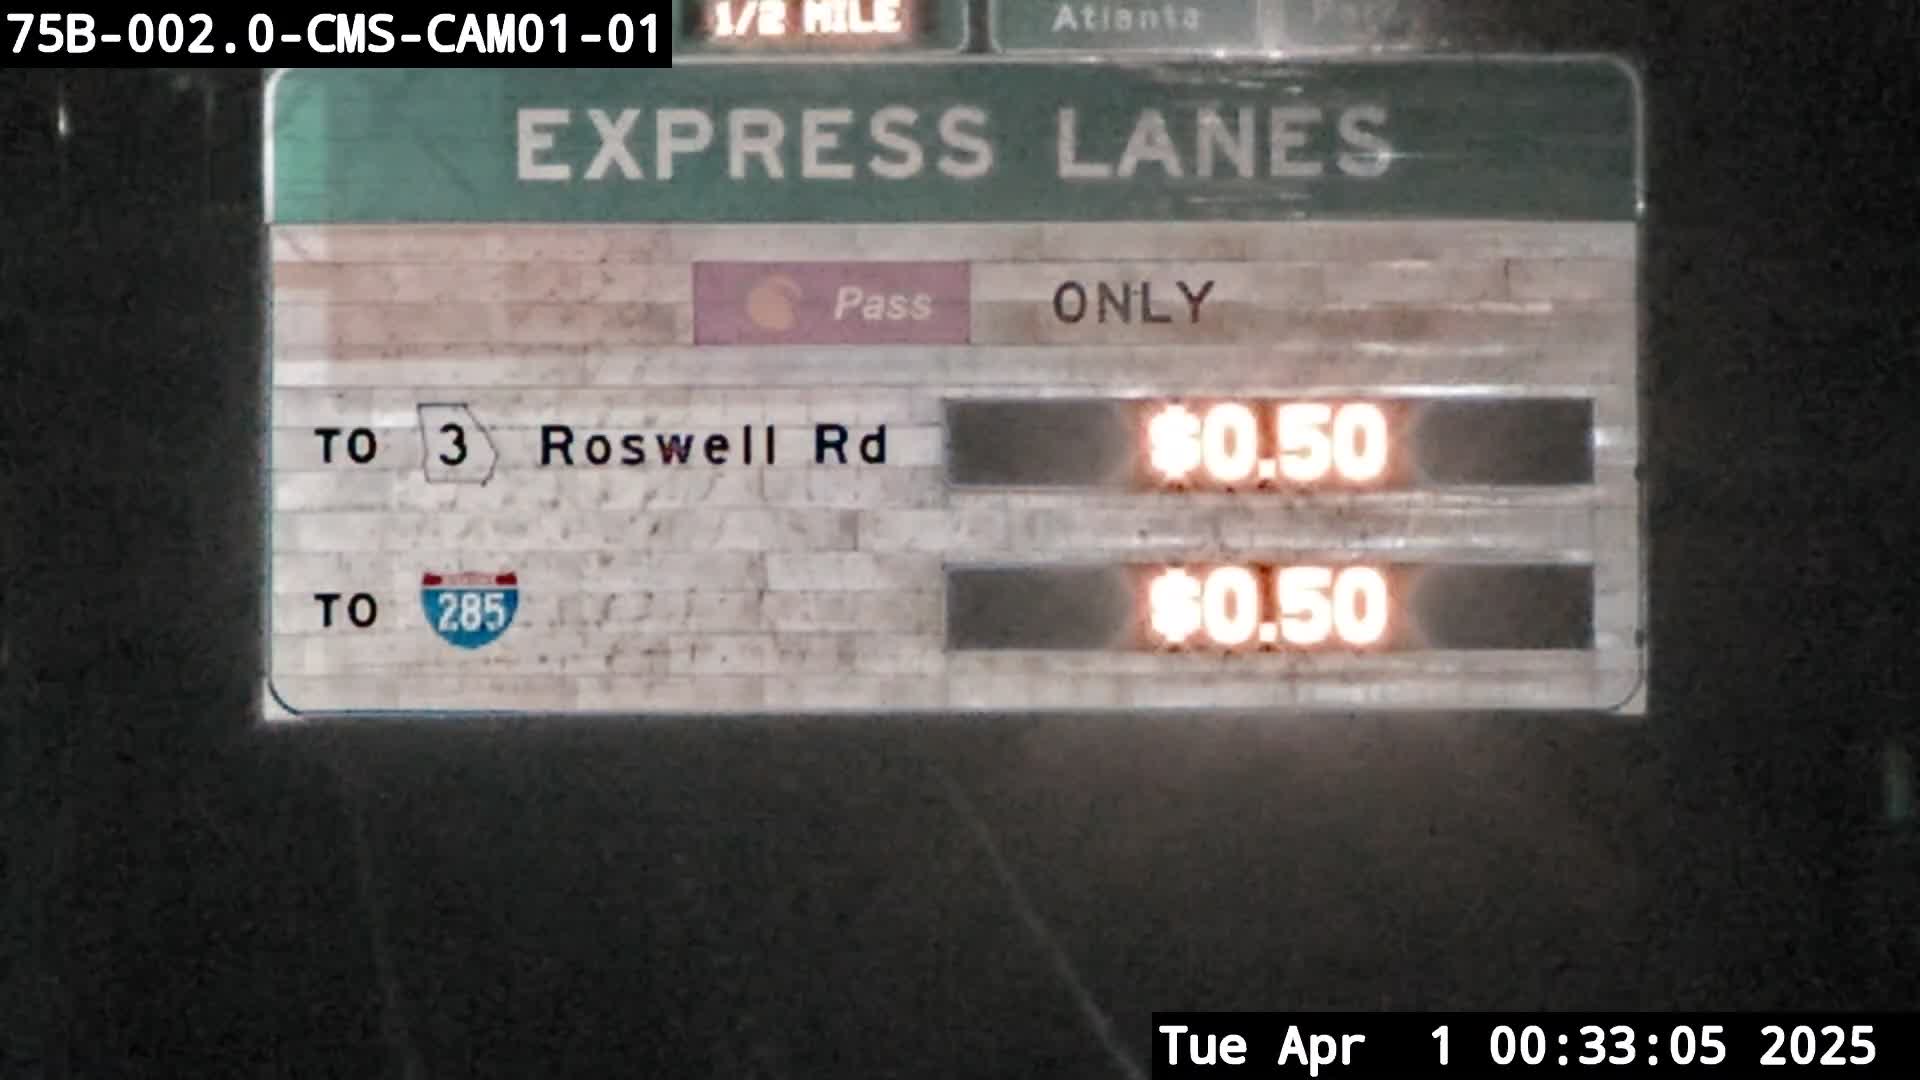 75B-002.0-CMS-CAM01-01
1/2 MILE
Atlanta
EXPRESS LANES
Pass ONLY
TO 3 Roswell Rd $0.50
TO 285 $0.50
Tue Apr 1 00:33:05 2025